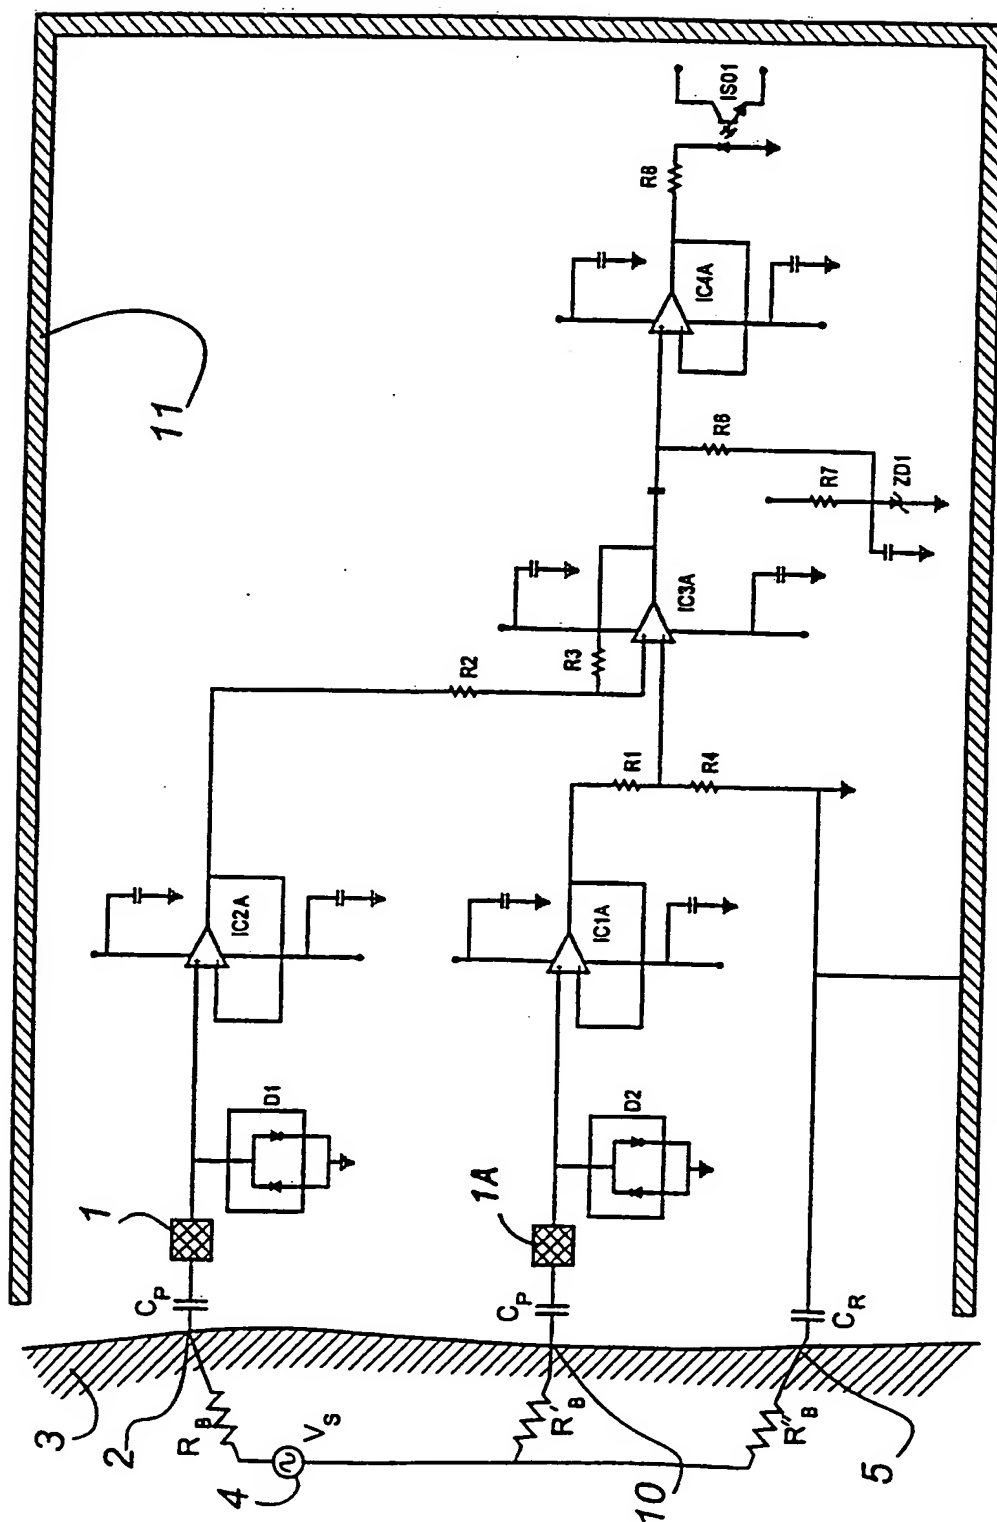 11
R8
ISO1
IC4A
R6
R7
ZD1
R2
R3
IC3A
R1
R4
IC2A
IC1A
D1
D2
1
1A
C_P
C_P
C_R
3
2
R_B
4
V_S
R'_B
10
R"_B
5